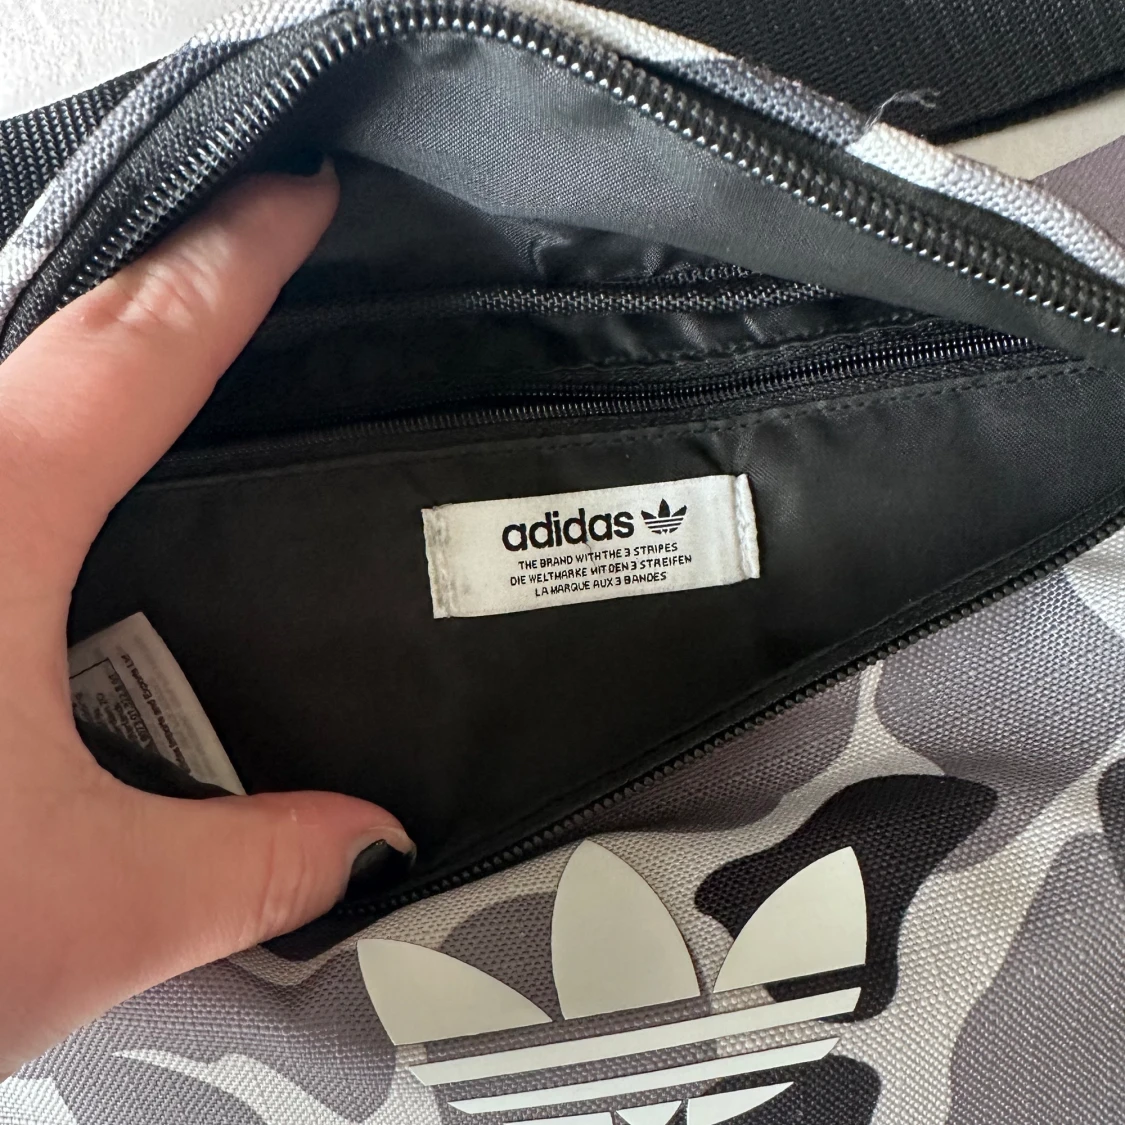 adidas
THE BRAND WITH THE 3 STRIPES
DIE WELTMARKE MIT DEN 3 STREIFEN
LA MARQUE AUX 3 BANDES